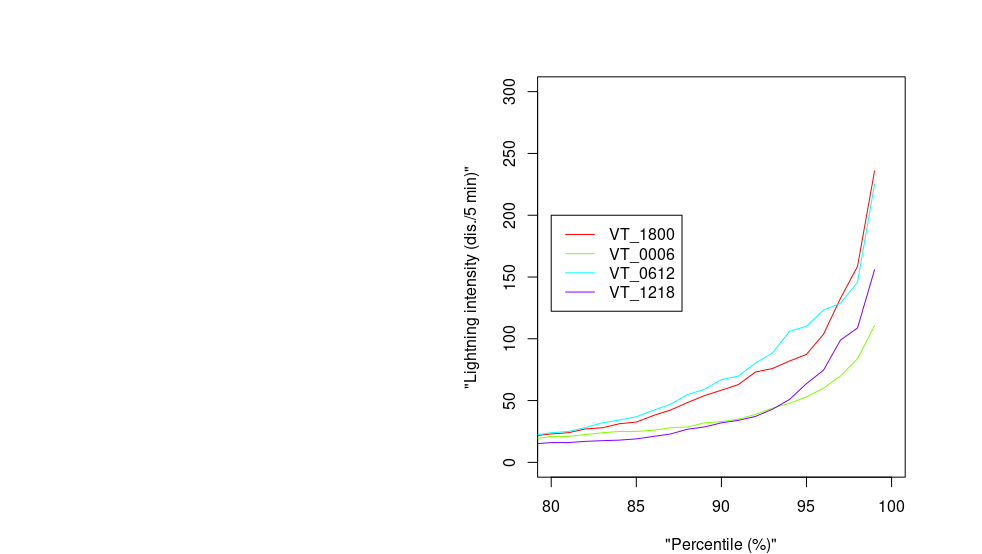 300
250
200
150
100
50
0
"Lightning intensity (dis./5 min)"
VT_1800
VT_0006
VT_0612
VT_1218
80 85 90 95 100
"Percentile (%)"